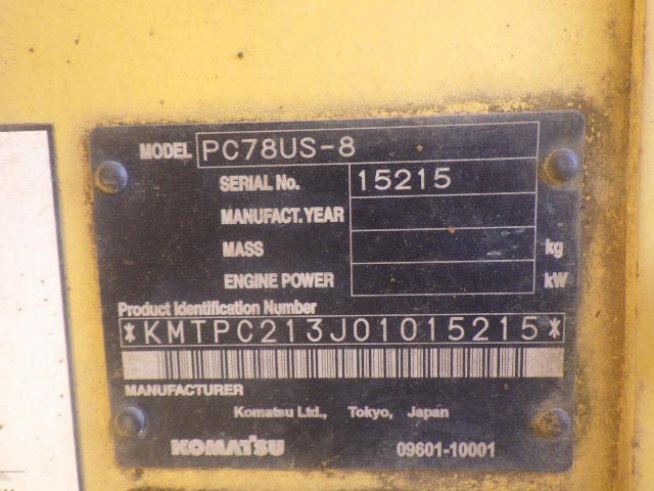 MODEL PC78US-8
SERIAL No. 15215
MANUFACT. YEAR
MASS kg
ENGINE POWER kW
Product Identification Number
*KMTPC213J01015215*
MANUFACTURER
Komatsu Ltd., Tokyo, Japan
KOMATSU 09601-10001